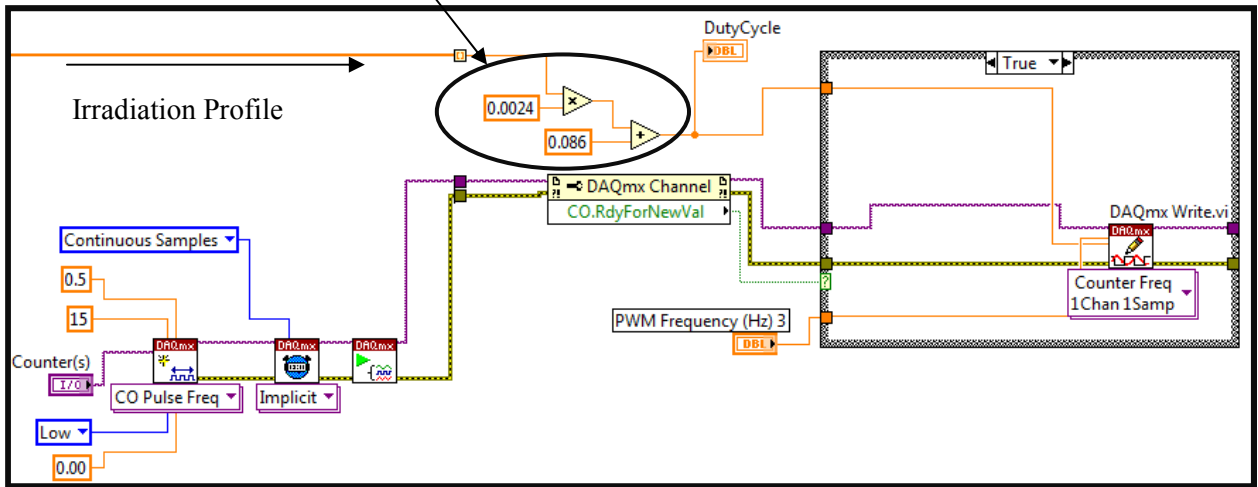 DutyCycle
DBL
True
Irradiation Profile
0.0024
×
0.086
+
DAQmx Channel
CO.RdyForNewVal
DAQmx Write.vi
DAQmx
Continuous Samples
Counter Freq
1Chan 1Samp
0.5
?
15
PWM Frequency (Hz) 3
DBL
Counter(s)
I/O
DAQmx
DAQmx
DAQmx
CO Pulse Freq
Implicit
Low
0.00